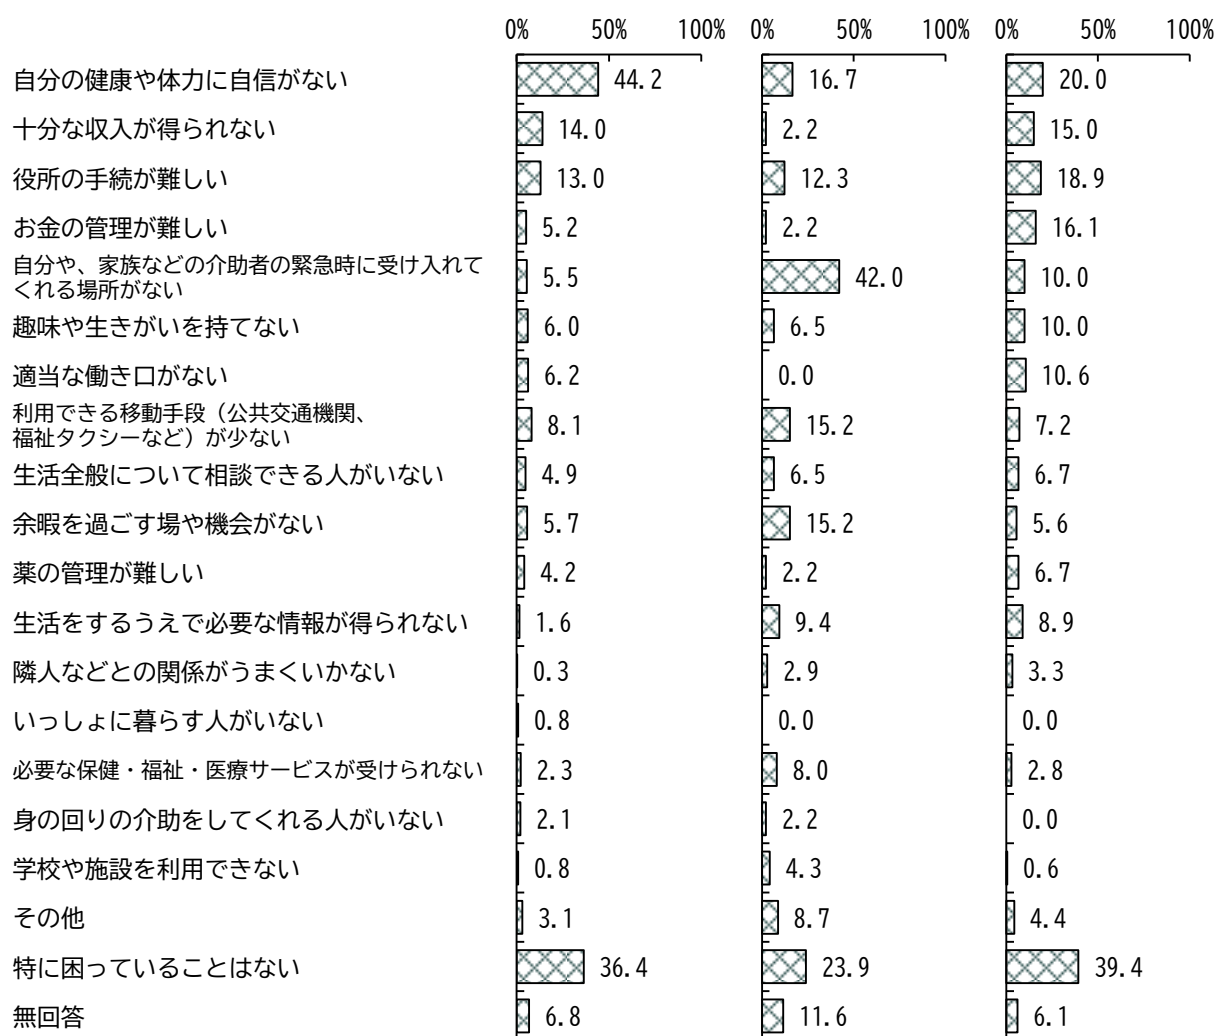 0% 50% 100% 0% 50% 100% 0% 50% 100%
自分の健康や体力に自信がない 44.2 16.7 20.0
十分な収入が得られない 14.0 2.2 15.0
役所の手続が難しい 13.0 12.3 18.9
お金の管理が難しい 5.2 2.2 16.1
自分や、家族などの介助者の緊急時に受け入れて
くれる場所がない 5.5 42.0 10.0
趣味や生きがいを持てない 6.0 6.5 10.0
適当な働き口がない 6.2 0.0 10.6
利用できる移動手段（公共交通機関、
福祉タクシーなど）が少ない 8.1 15.2 7.2
生活全般について相談できる人がいない 4.9 6.5 6.7
余暇を過ごす場や機会がない 5.7 15.2 5.6
薬の管理が難しい 4.2 2.2 6.7
生活をするうえで必要な情報が得られない 1.6 9.4 8.9
隣人などとの関係がうまくいかない 0.3 2.9 3.3
いっしょに暮らす人がいない 0.8 0.0 0.0
必要な保健・福祉・医療サービスが受けられない 2.3 8.0 2.8
身の回りの介助をしてくれる人がいない 2.1 2.2 0.0
学校や施設を利用できない 0.8 4.3 0.6
その他 3.1 8.7 4.4
特に困っていることはない 36.4 23.9 39.4
無回答 6.8 11.6 6.1